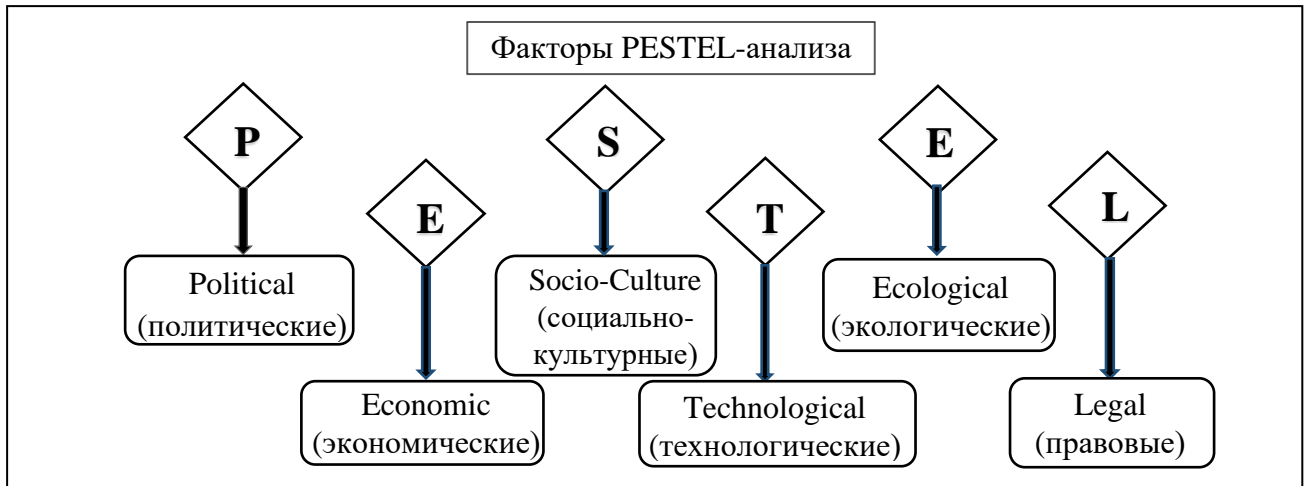 Факторы PESTEL-анализа
P
E
S
T
E
L
Political
(политические)
Economic
(экономические)
Socio-Culture
(социально-
культурные)
Technological
(технологические)
Ecological
(экологические)
Legal
(правовые)